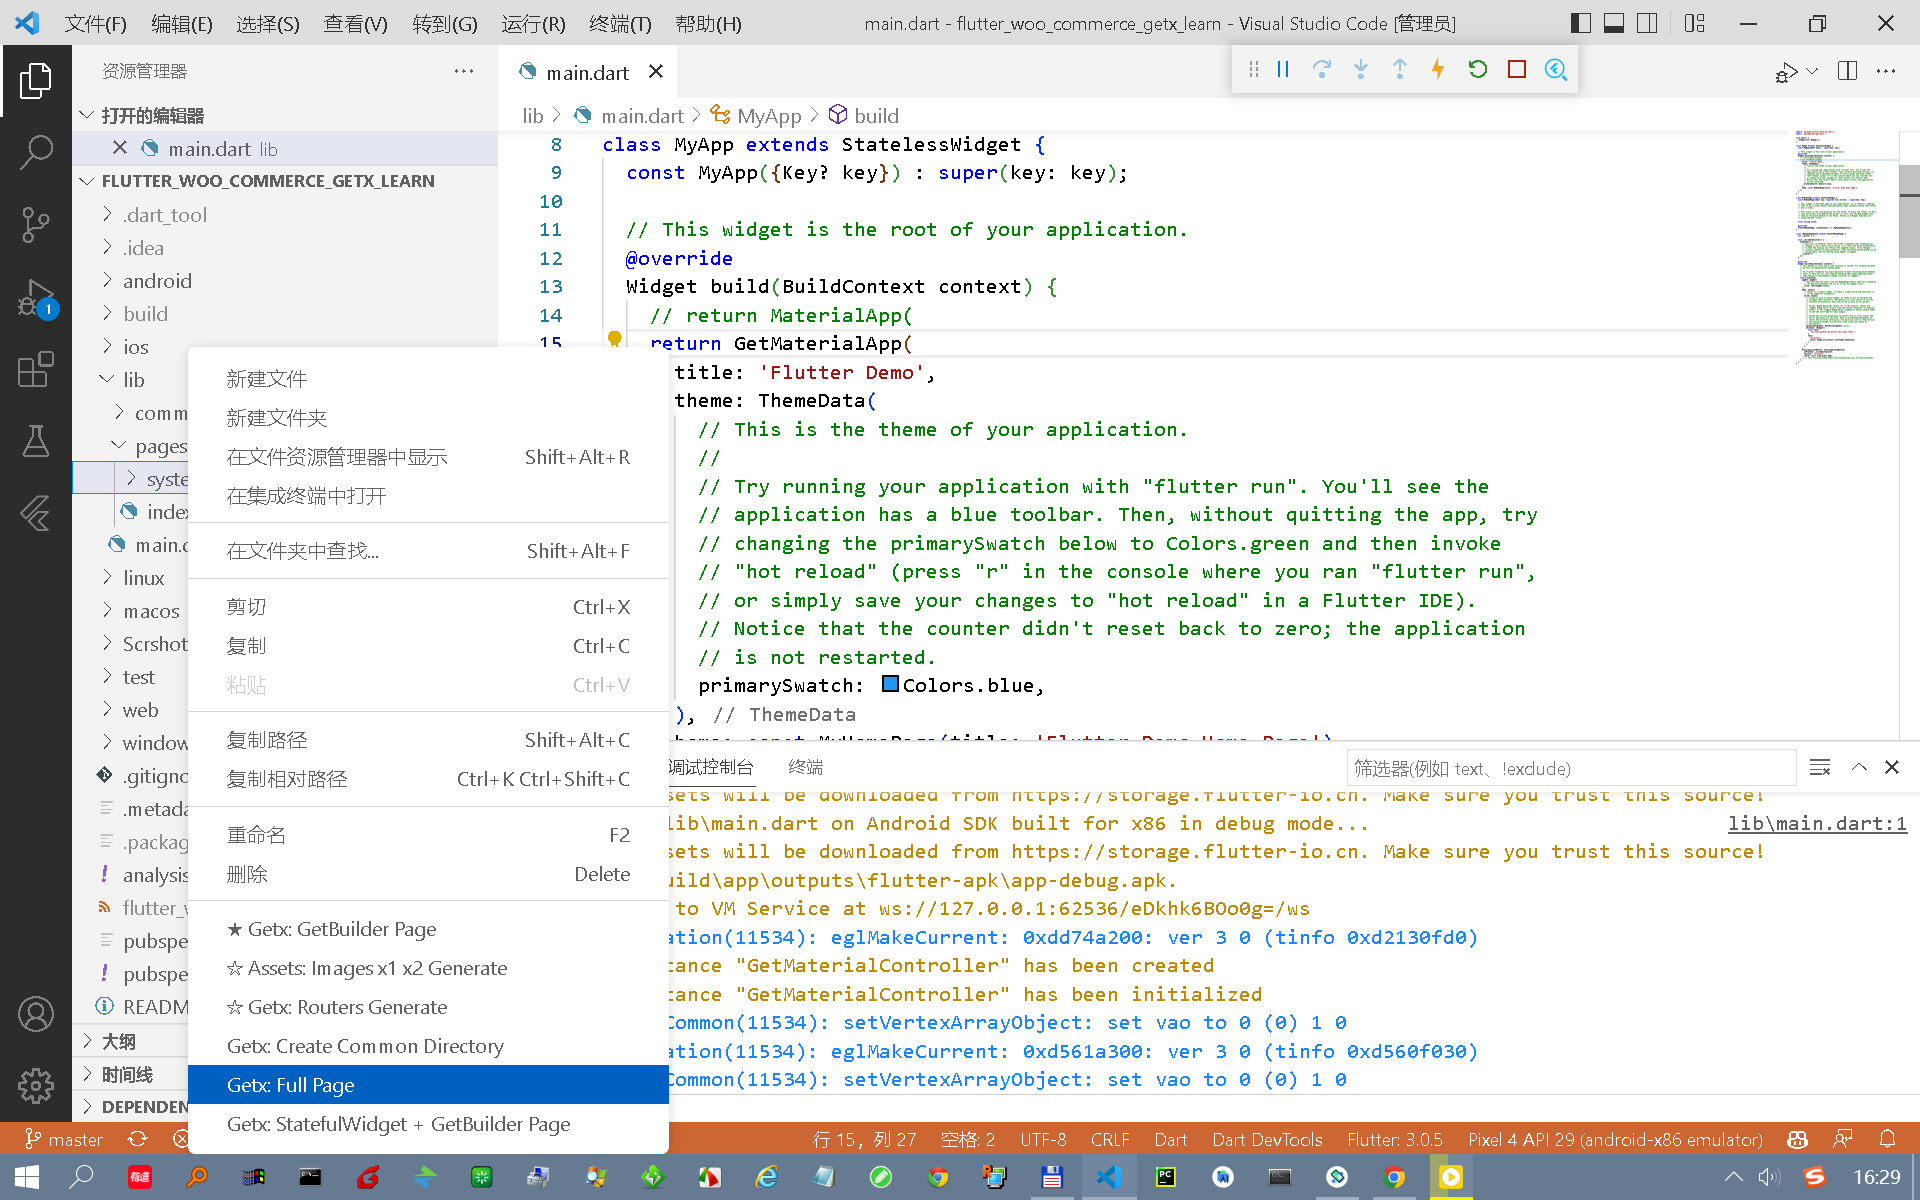 文件(F) 编辑(E) 选择(S) 查看(V) 转到(G) 运行(R) 终端(T) 帮助(H) main.dart - flutter_woo_commerce_getx_learn - Visual Studio Code [管理员]
资源管理器
main.dart
打开的编辑器
lib > main.dart > MyApp > build
main.dart lib
FLUTTER_WOO_COMMERCE_GETX_LEARN
.dart_tool
.idea
android
build
ios
lib
comm
pages
syste
index
main.d
linux
macos
Scrshot
test
web
window
.gitigno
.metada
.packag
analysis
flutter_w
pubspe
pubspe
READM
大纲
时间线
DEPENDEN
1
8 class MyApp extends StatelessWidget {
9 const MyApp({Key? key}) : super(key: key);
10
11 // This widget is the root of your application.
12 @override
13 Widget build(BuildContext context) {
14 // return MaterialApp(
15 return GetMaterialApp(
title: 'Flutter Demo',
theme: ThemeData(
// This is the theme of your application.
//
// Try running your application with "flutter run". You'll see the
// application has a blue toolbar. Then, without quitting the app, try
// changing the primarySwatch below to Colors.green and then invoke
// "hot reload" (press "r" in the console where you ran "flutter run",
// or simply save your changes to "hot reload" in a Flutter IDE).
// Notice that the counter didn't reset back to zero; the application
// is not restarted.
primarySwatch: Colors.blue,
), // ThemeData
home: const MyHomePage(title: 'Flutter Demo Home Page')
新建文件
新建文件夹
在文件资源管理器中显示 Shift+Alt+R
在集成终端中打开
在文件夹中查找... Shift+Alt+F
剪切 Ctrl+X
复制 Ctrl+C
粘贴 Ctrl+V
复制路径 Shift+Alt+C
复制相对路径 Ctrl+K Ctrl+Shift+C
重命名 F2
删除 Delete
★ Getx: GetBuilder Page
☆ Assets: Images x1 x2 Generate
☆ Getx: Routers Generate
Getx: Create Common Directory
Getx: Full Page
Getx: StatefulWidget + GetBuilder Page
调试控制台 终端 筛选器(例如 text、!exclude)
sets will be downloaded from https://storage.flutter-io.cn. Make sure you trust this source!
lib\main.dart on Android SDK built for x86 in debug mode... lib\main.dart:1
sets will be downloaded from https://storage.flutter-io.cn. Make sure you trust this source!
uild\app\outputs\flutter-apk\app-debug.apk.
to VM Service at ws://127.0.0.1:62536/eDkhk6BOo0g=/ws
ation(11534): eglMakeCurrent: 0xdd74a200: ver 3 0 (tinfo 0xd2130fd0)
tance "GetMaterialController" has been created
tance "GetMaterialController" has been initialized
Common(11534): setVertexArrayObject: set vao to 0 (0) 1 0
ation(11534): eglMakeCurrent: 0xd561a300: ver 3 0 (tinfo 0xd560f030)
Common(11534): setVertexArrayObject: set vao to 0 (0) 1 0
master 行 15，列 27 空格: 2 UTF-8 CRLF Dart Dart DevTools Flutter: 3.0.5 Pixel 4 API 29 (android-x86 emulator)
有道 16:29